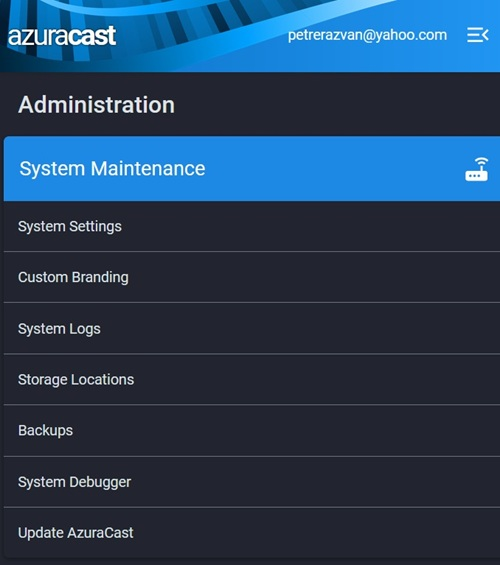 azuracast
petrerazvan@yahoo.com
Administration
System Maintenance
System Settings
Custom Branding
System Logs
Storage Locations
Backups
System Debugger
Update AzuraCast